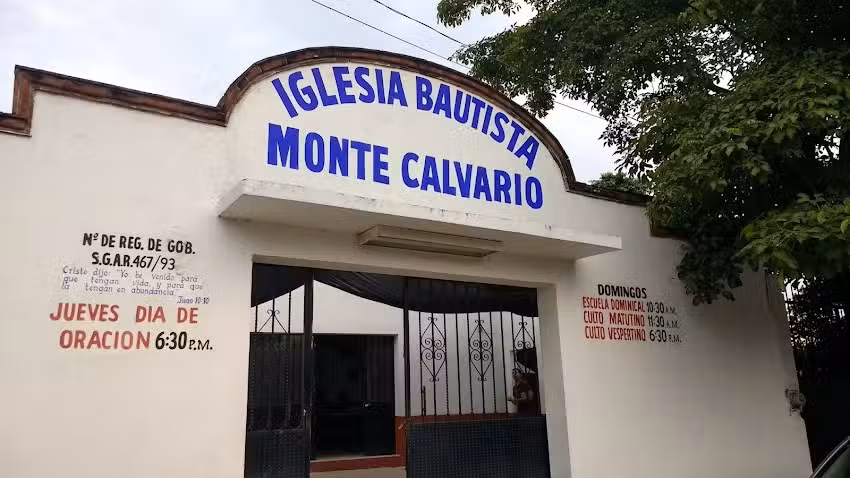 IGLESIA BAUTISTA
MONTE CALVARIO
Nº DE REG. DE GOB.
S.G.A.R.467/93
Cristo dijo: "Yo he venido para
que tengan vida, y para que
la tengan en abundancia
Juan 10:10
JUEVES DIA DE
ORACION 6:30 P.M.
DOMINGOS
ESCUELA DOMINICAL 10:30 A.M.
CULTO MATUTINO 11:30 A.M.
CULTO VESPERTINO 6:30 P.M.